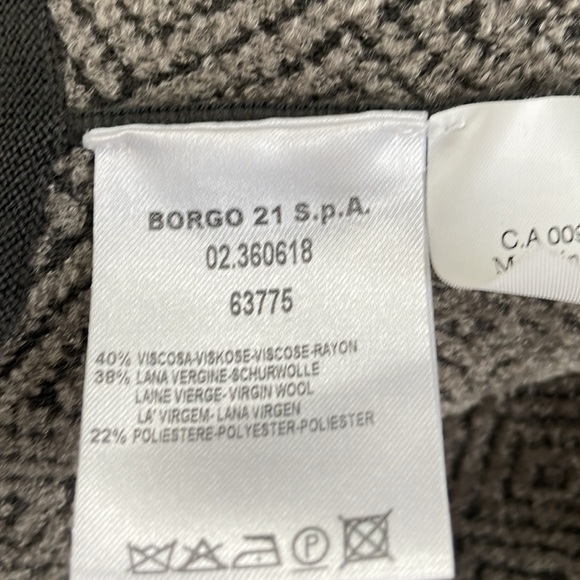 BORGO 21 S.p.A.
02.360618
63775
40% VISCOSA-VISKOSE-VISCOSE-RAYON
38% LANA VERGINE-SCHURWOLLE
LAINE VIERGE-VIRGIN WOOL
LA' VIRGEM-LANA VIRGEN
22% POLIESTERE-POLYESTER-POLIESTER
P
C.A 009